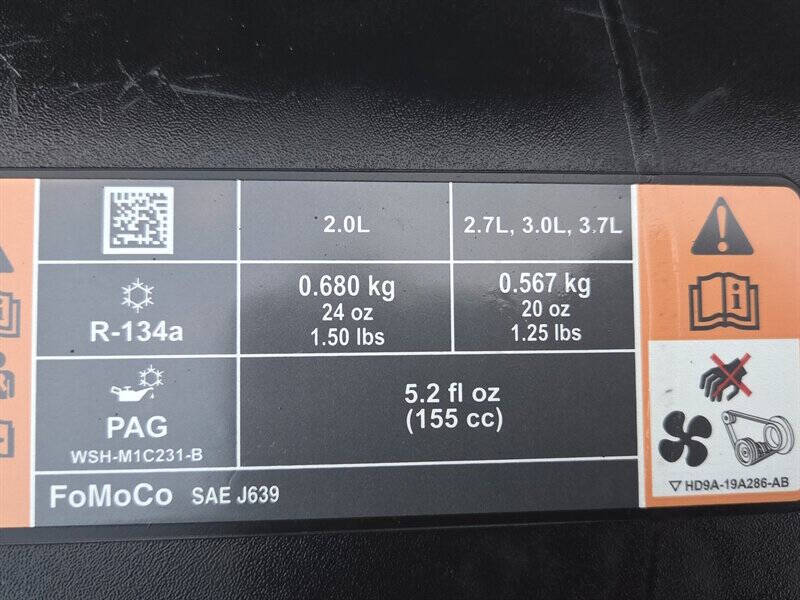 2.0L
2.7L, 3.0L, 3.7L
R-134a
0.680 kg
24 oz
1.50 lbs
0.567 kg
20 oz
1.25 lbs
PAG
WSH-M1C231-B
5.2 fl oz
(155 cc)
FoMoCo SAE J639
HD9A-19A286-AB